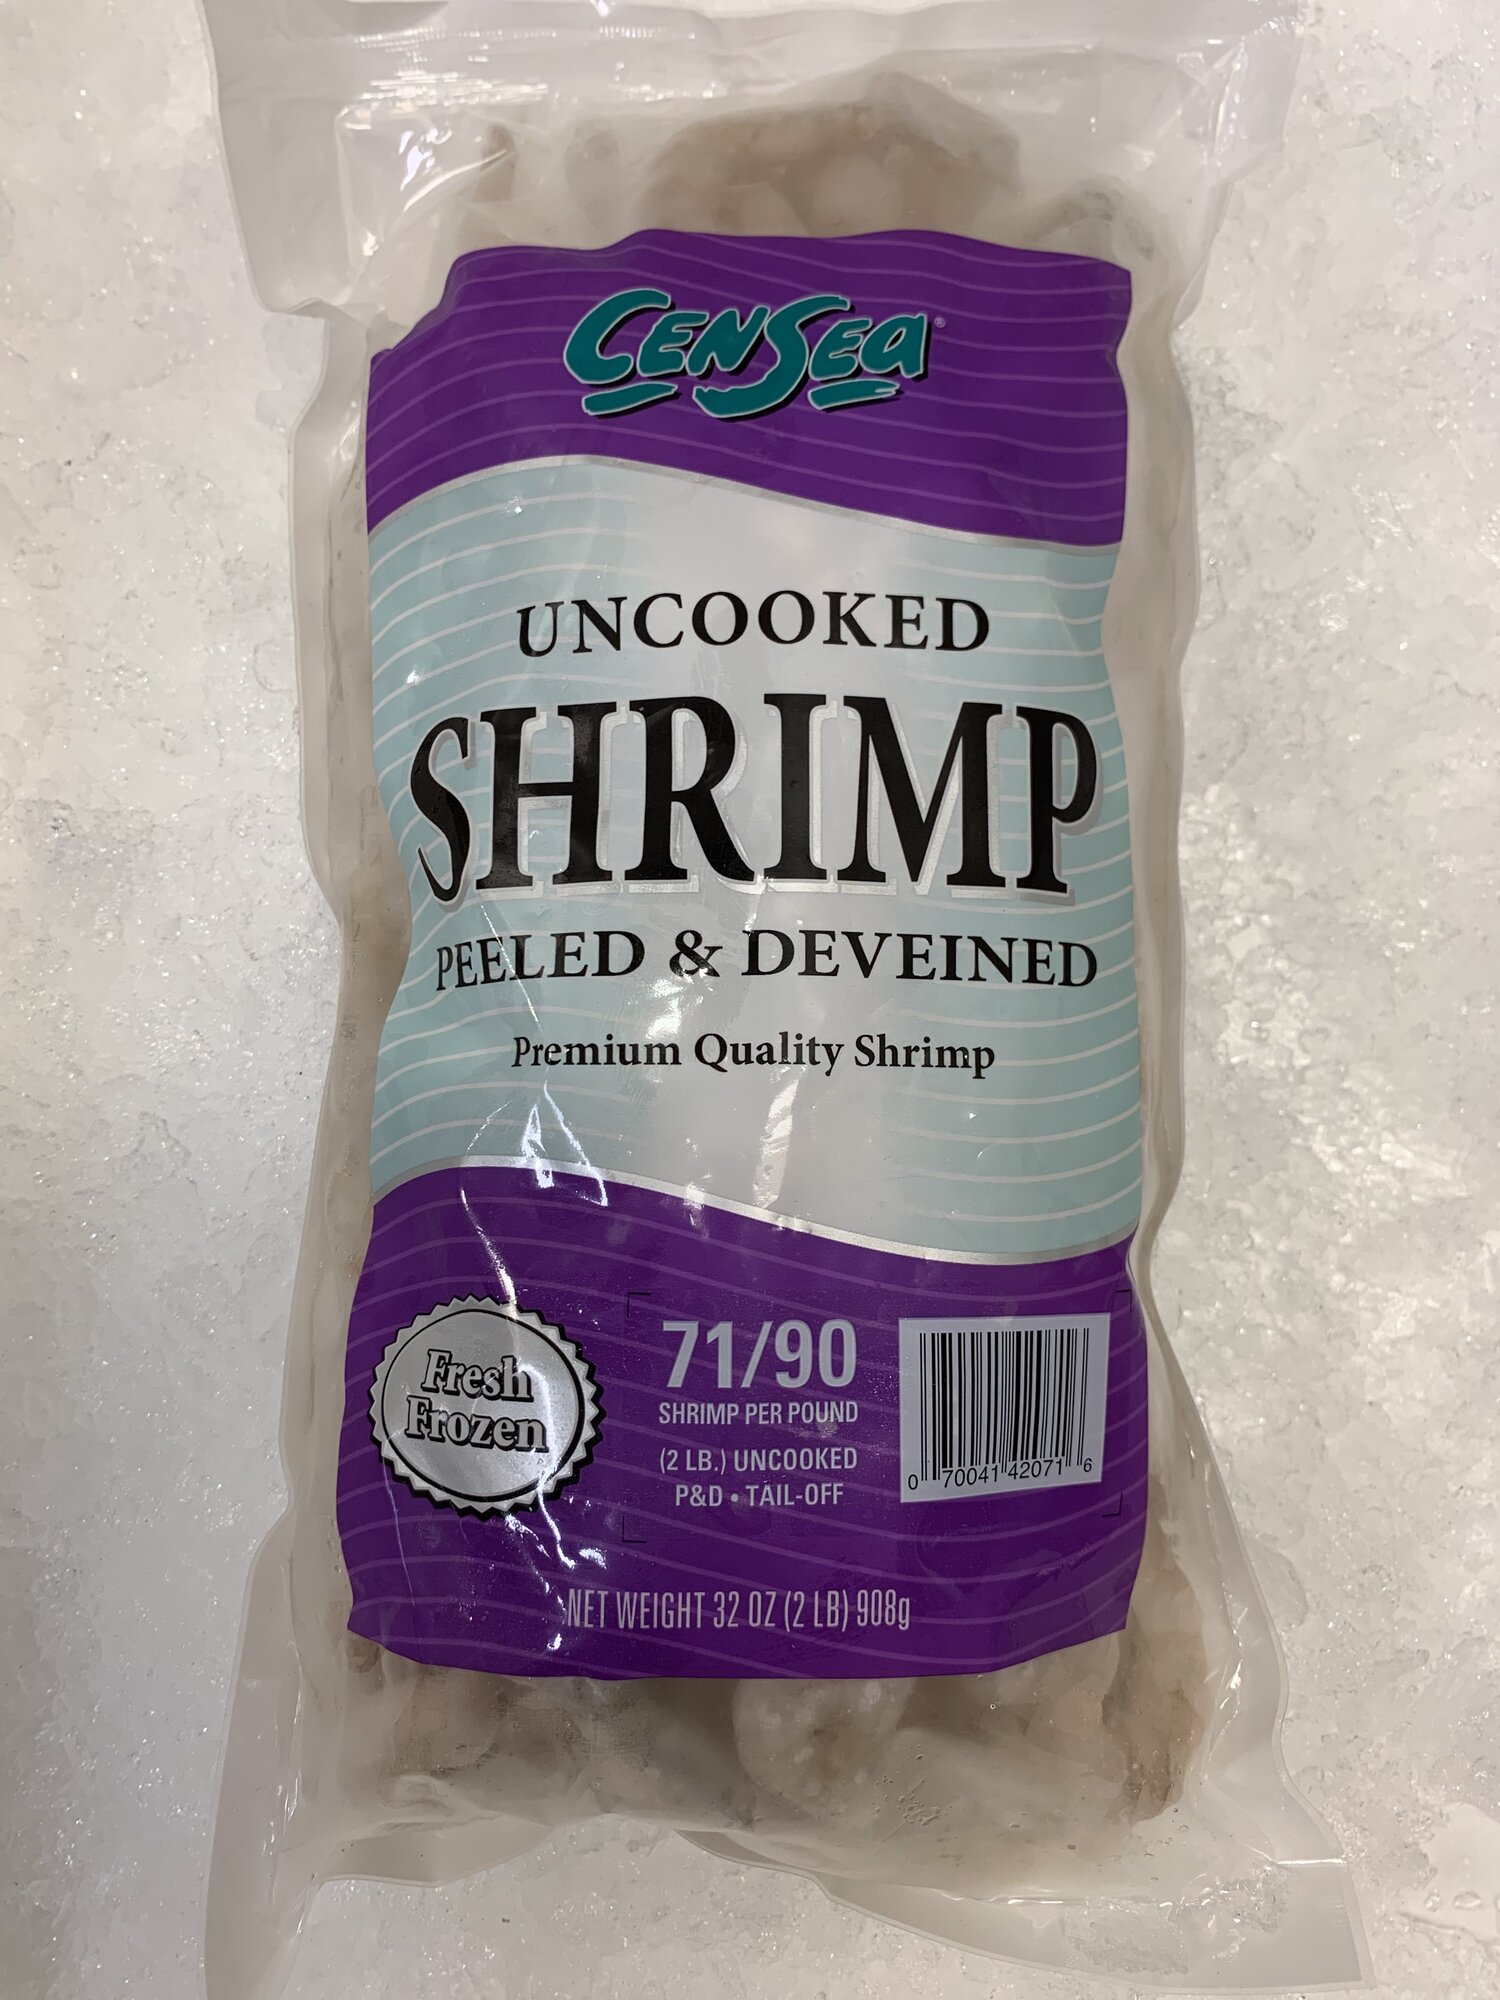 CENSEA®
UNCOOKED
SHRIMP
PEELED & DEVEINED
Premium Quality Shrimp
Fresh
Frozen
71/90
SHRIMP PER POUND
(2 LB.) UNCOOKED
P&D • TAIL-OFF
0 70041 42071 6
NET WEIGHT 32 OZ (2 LB) 908g